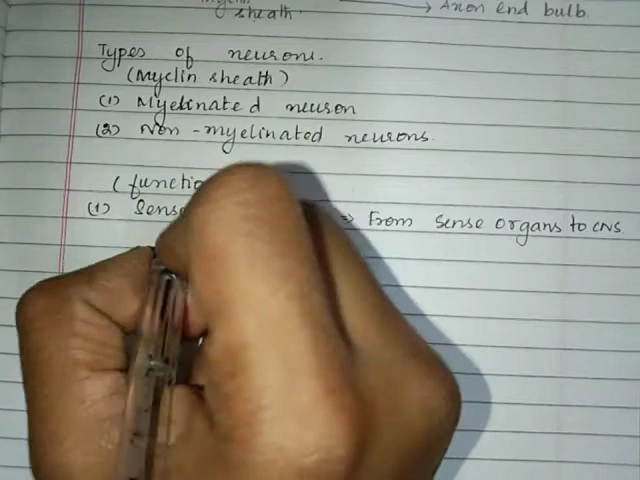 sheath. Axon end bulb
Types of neurons.
(Myelin sheath)
(1) Myelinated neuron
(2) Non-myelinated neurons.
(1) => From sense organs to CNS